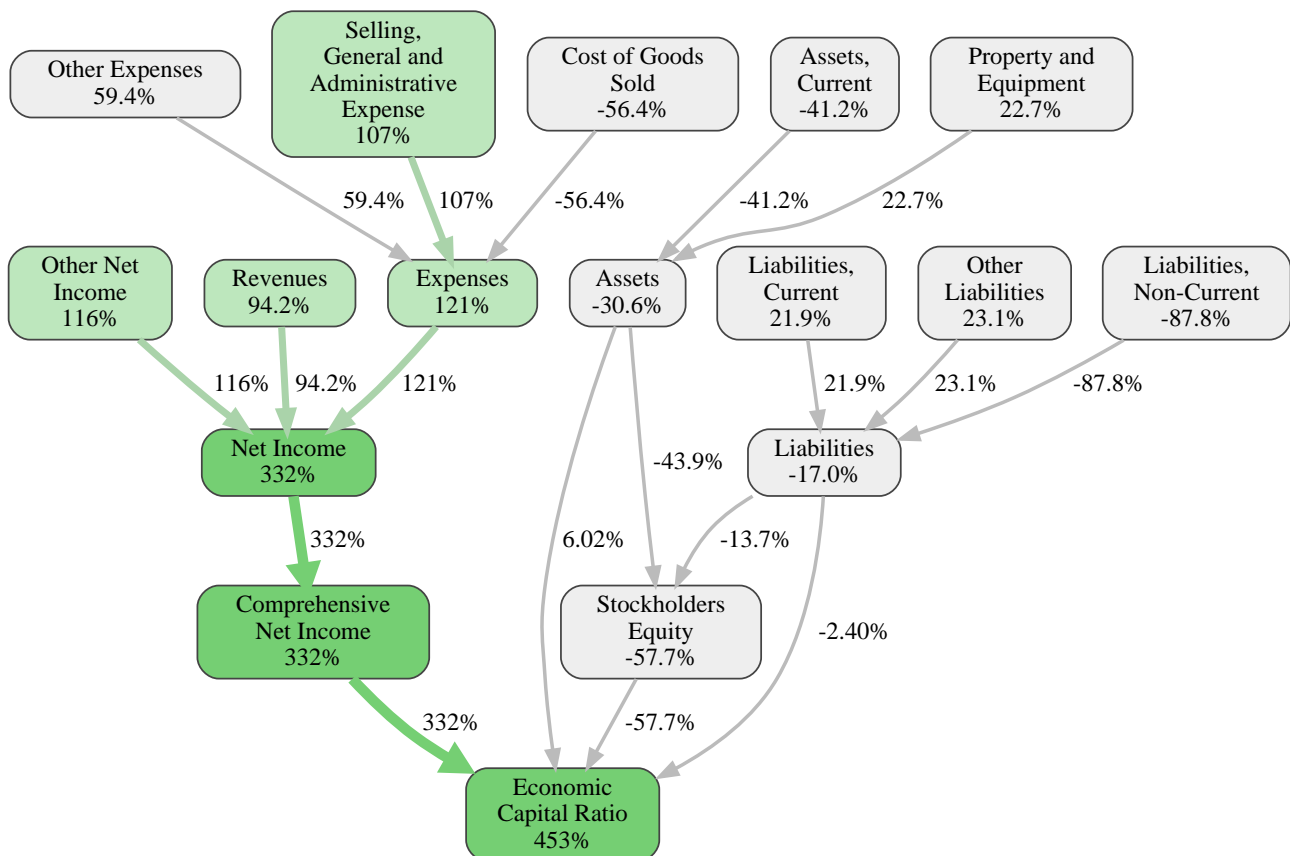 Other Expenses
59.4%
Selling,
General and
Administrative
Expense
107%
Cost of Goods
Sold
-56.4%
Assets,
Current
-41.2%
Property and
Equipment
22.7%
59.4%
107%
-56.4%
-41.2%
22.7%
Other Net
Income
116%
Revenues
94.2%
Expenses
121%
Assets
-30.6%
Liabilities,
Current
21.9%
Other
Liabilities
23.1%
Liabilities,
Non-Current
-87.8%
116%
94.2%
121%
21.9%
23.1%
-87.8%
Net Income
332%
-43.9%
Liabilities
-17.0%
332%
6.02%
-13.7%
Comprehensive
Net Income
332%
Stockholders
Equity
-57.7%
-2.40%
332%
-57.7%
Economic
Capital Ratio
453%